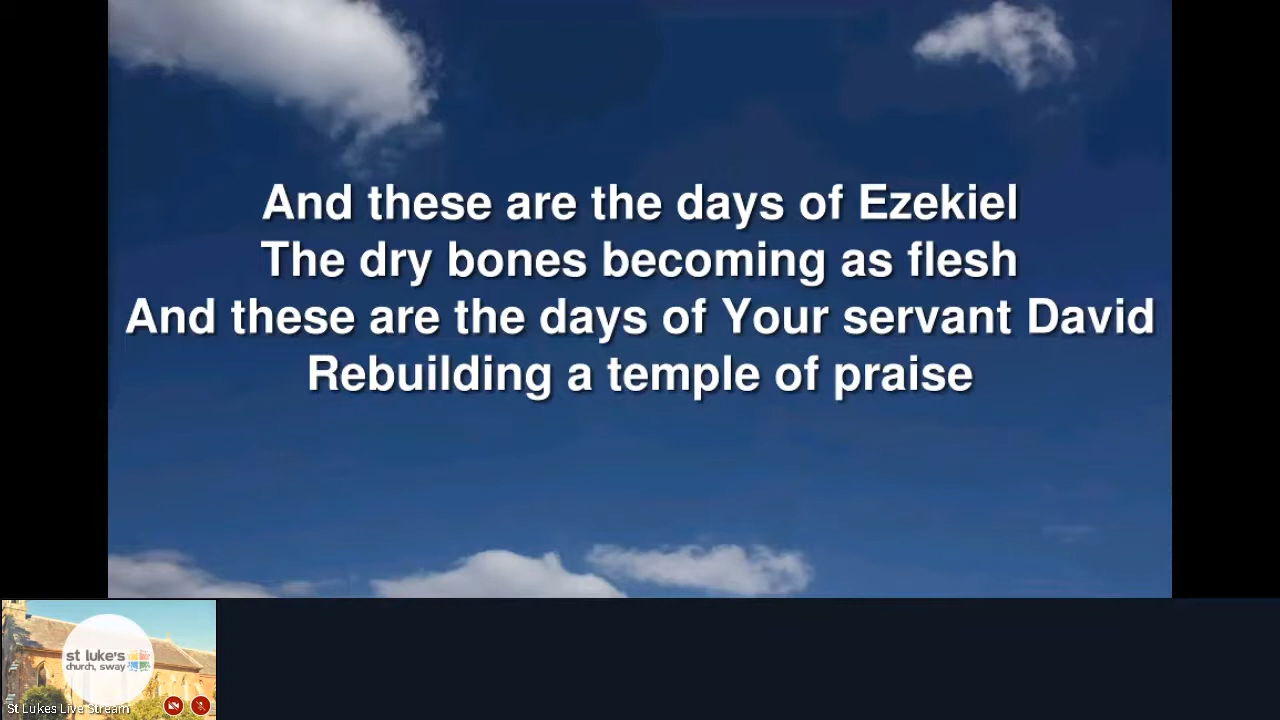 And these are the days of Ezekiel
The dry bones becoming as flesh
And these are the days of Your servant David
Rebuilding a temple of praise
st luke's
church, sway
St Lukes Live Stream